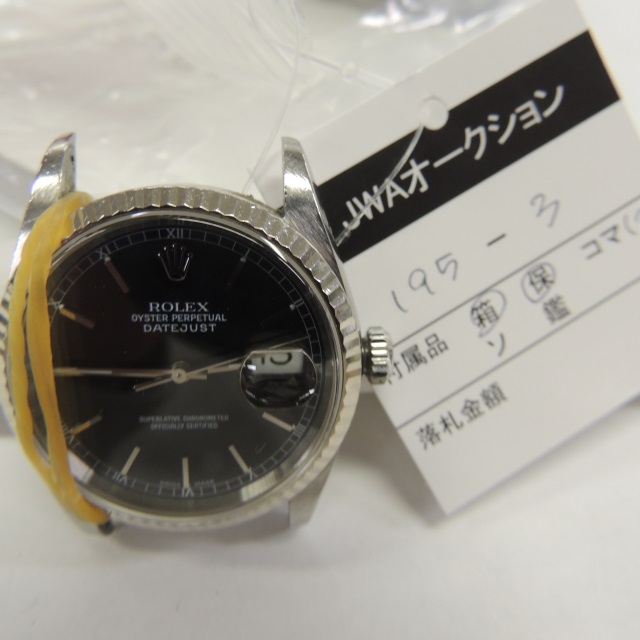 XII
ROLEX
OYSTER PERPETUAL
DATEJUST
SUPERLATIVE CHRONOMETER
OFFICIALLY CERTIFIED
JWAオークション
195-3
付属品 箱 保 コマ(
ソ 鑑
落札金額